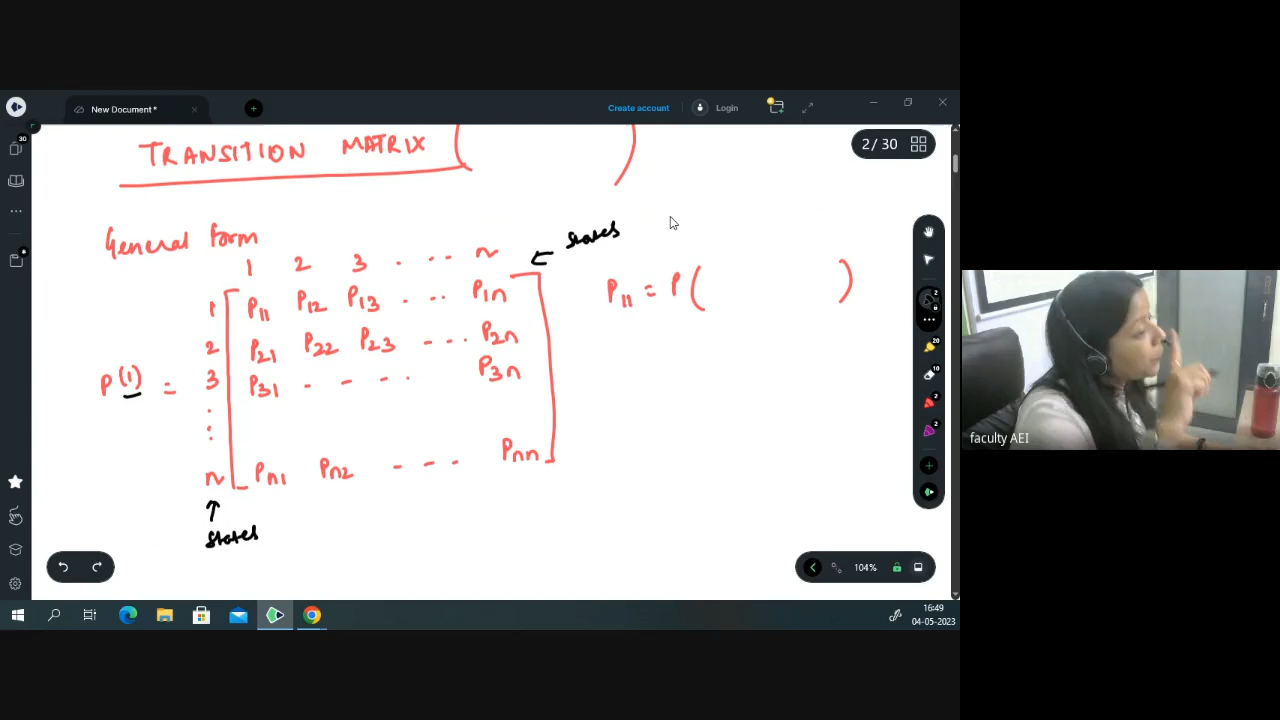 New Document*
Create account
Login
2 / 30
30
TRANSITION MATRIX ( )
General form
states
1 2 3 . . . . n
1 P11 P12 P13 . . . P1n
2 P21 P22 P23 - - - . P2n
3 P31 - - - . P3n
n Pn1 Pn2 - - - Pnn
P(1) =
states
P11 = P ( )
faculty AEI
104%
16:49
04-05-2023